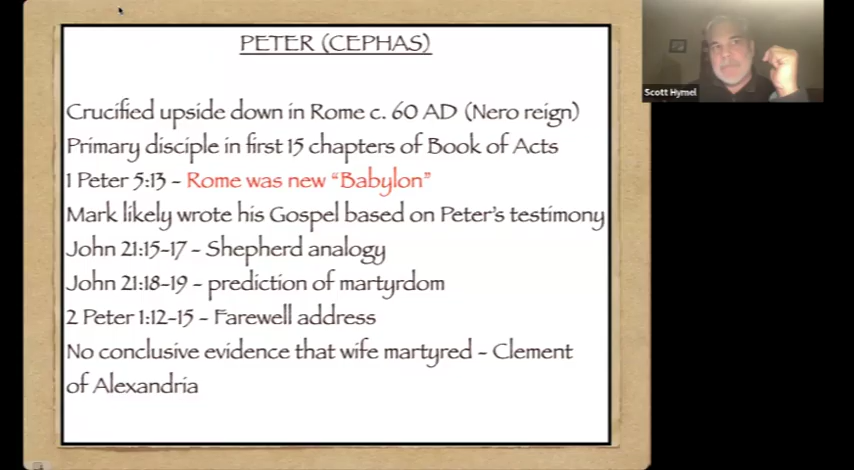 PETER (CEPHAS)
Crucified upside down in Rome c. 60 AD (Nero reign)
Primary disciple in first 15 chapters of Book of Acts
1 Peter 5:13 - Rome was new "Babylon"
Mark likely wrote his Gospel based on Peter's testimony
John 21:15-17 - Shepherd analogy
John 21:18-19 - prediction of martyrdom
2 Peter 1:12-15 - Farewell address
No conclusive evidence that wife martyred - Clement
of Alexandria
Scott Hymel